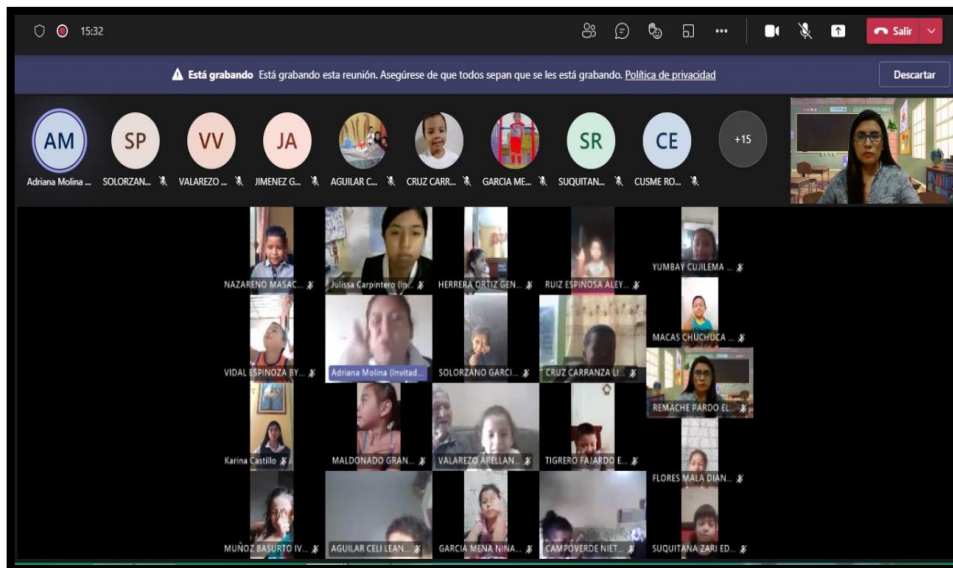 15:32
Salir
Está grabando Está grabando esta reunión. Asegúrese de que todos sepan que se les está grabando. Política de privacidad
Descartar
AM
SP
VV
JA
SR
CE
+15
Adriana Molina ...
SOLORZAN...
VALAREZO ...
JIMENEZ G...
AGUILAR C...
CRUZ CARR...
GARCIA ME...
SUQUITAN...
CUSME RO...
NAZARENO MASAC...
Julissa Carpintero (In...
HERRERA ORTIZ GEN...
RUIZ ESPINOSA ALEY...
YUMBAY CUJILEMA ...
VIDAL ESPINOZA BY...
Adriana Molina (Invitad...
SOLORZANO GARCI...
CRUZ CARRANZA LI...
MACAS CHUCHUCA ...
REMACHE PARDO EL...
Karina Castillo
MALDONADO GRAN...
VALAREZO ARELLAN...
TIGRERO FAJARDO E...
FLORES MALA DIAN...
MUÑOZ BASURTO IV...
AGUILAR CELI LEAN...
GARCIA MENA NINA...
CAMPOVERDE NIET...
SUQUITANA ZARI ED...